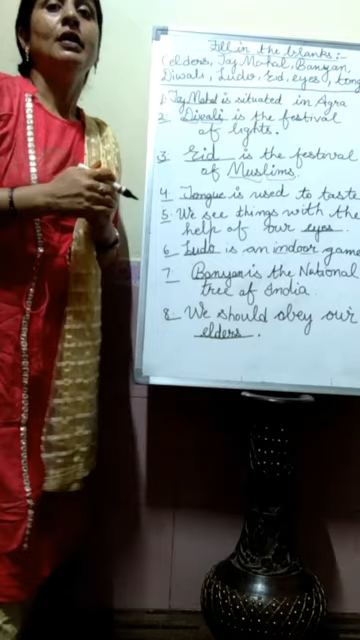 Fill in the blanks:-
(elders, Taj Mahal, Banyan,
Diwali, Ludo, Eid, eyes, tong
1. Taj Mahal is situated in Agra
2. Diwali is the festival
of lights.
3. Eid is the festival
of Muslims.
4. Tongue is used to taste
5. We see things with the
help of our eyes.
6. Ludo is an indoor game
7. Banyan is the National
tree of India.
8. We should obey our
elders.